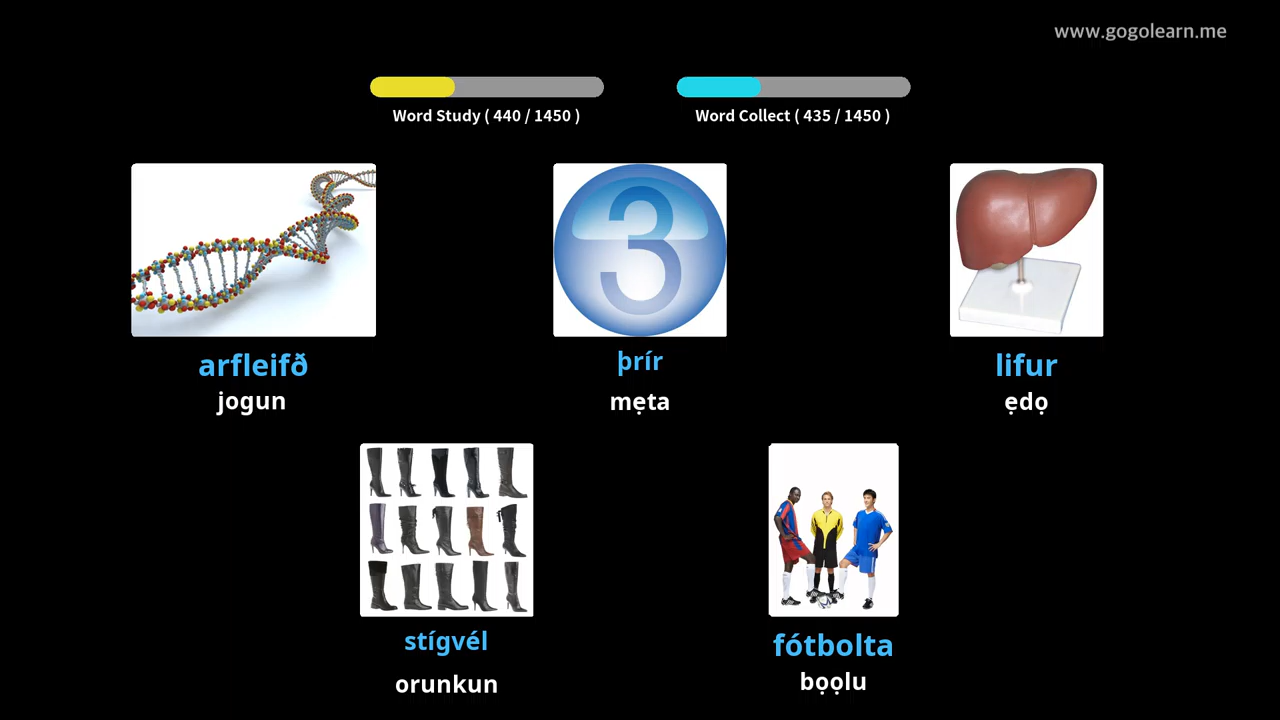 www.gogolearn.me
Word Study ( 440 / 1450 )
Word Collect ( 435 / 1450 )
3
arfleifð
þrír
lifur
jogun
mẹta
ẹdọ
stígvél
fótbolta
orunkun
bọọlu